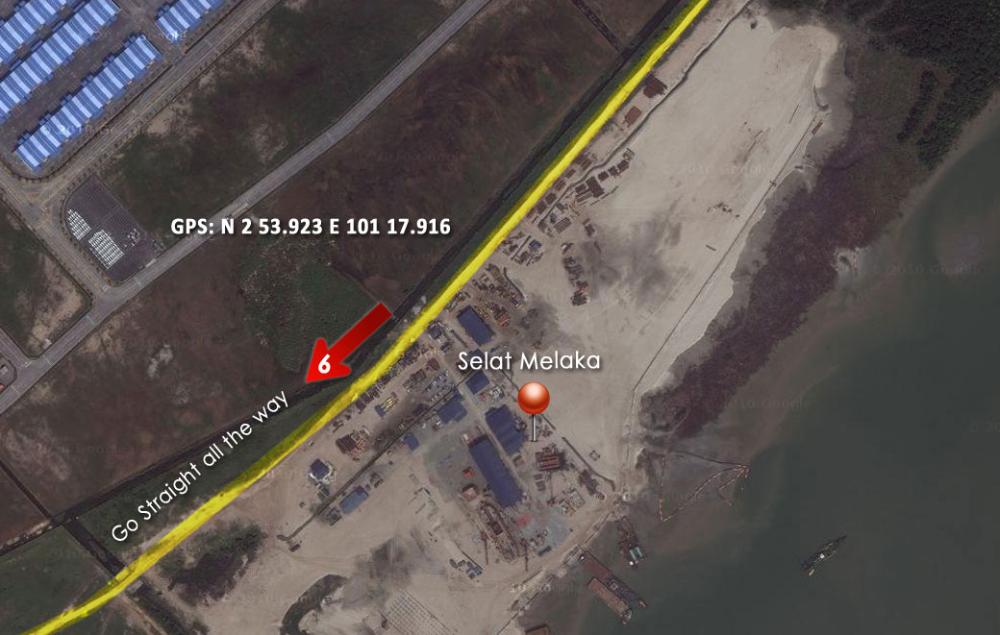 GPS: N 2 53.923 E 101 17.916
6
Selat Melaka
Go Straight all the way